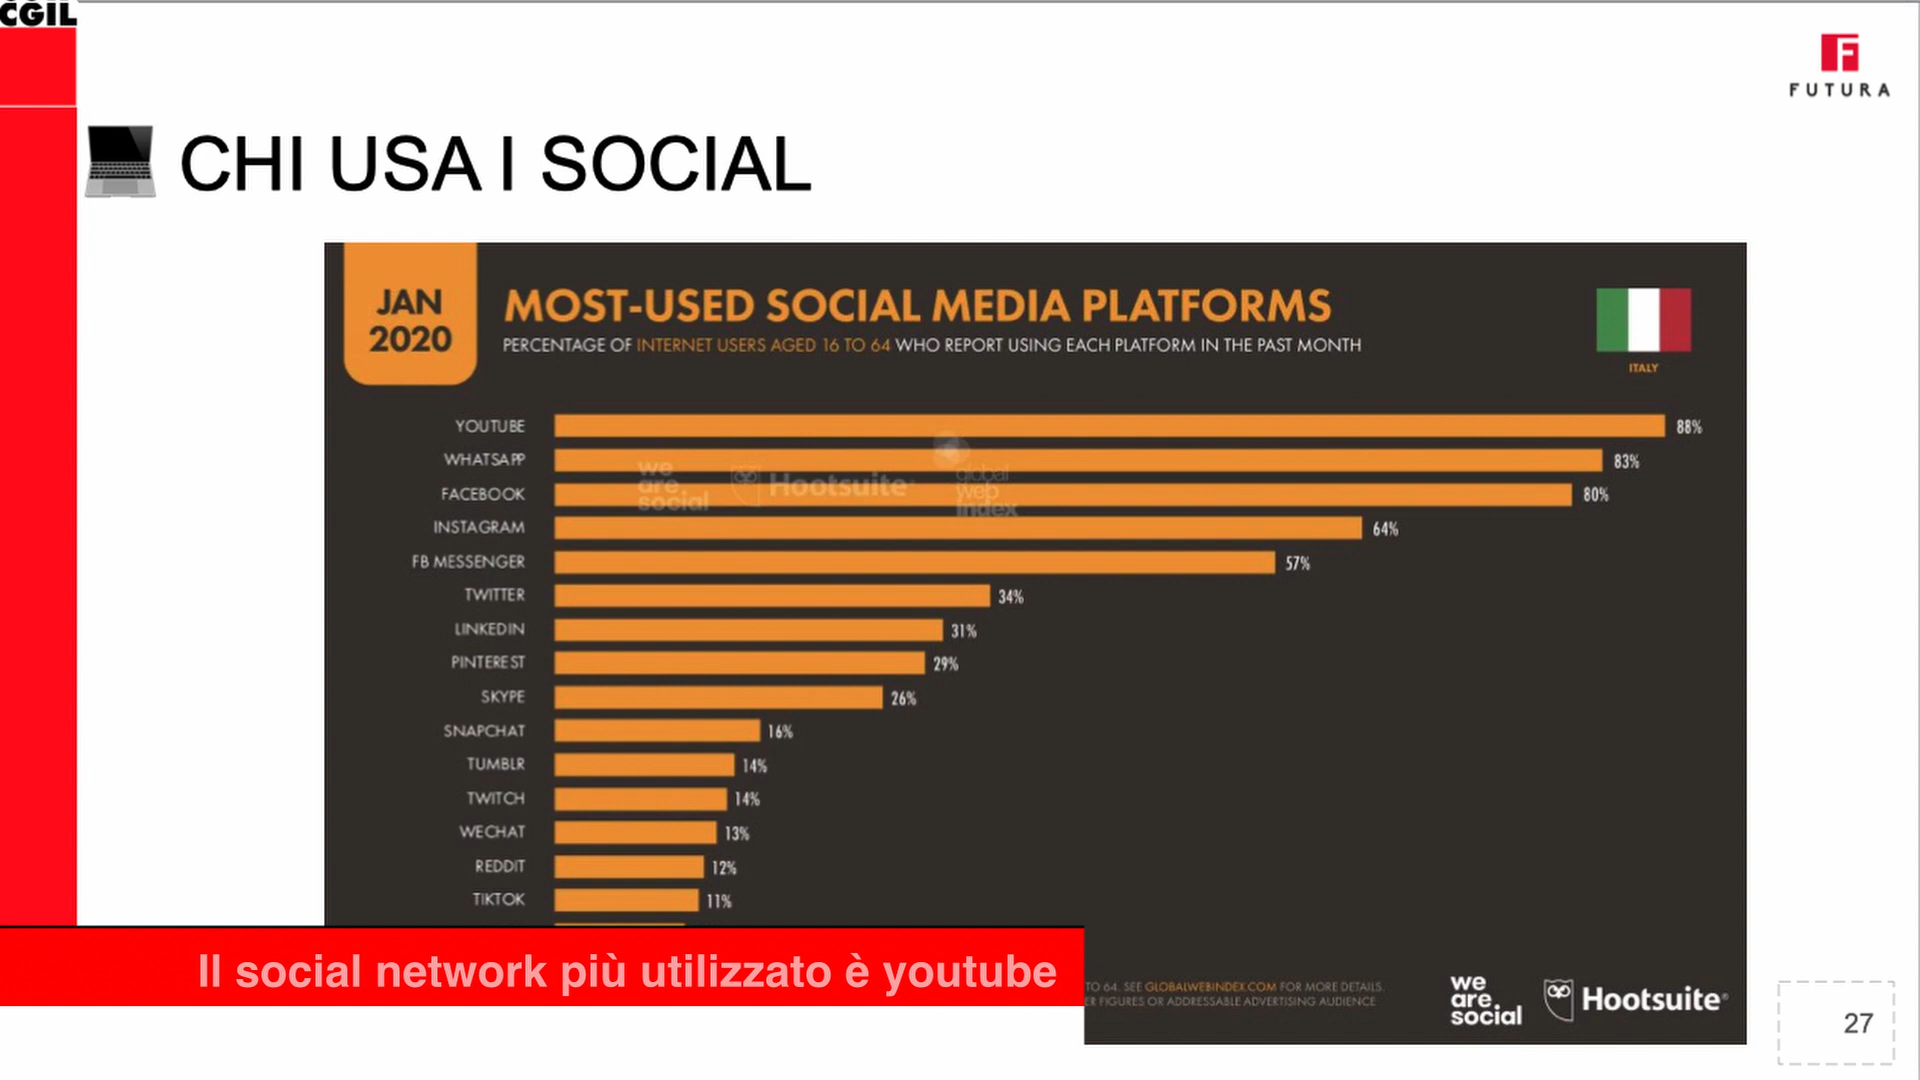 CGIL
FUTURA
CHI USA I SOCIAL
JAN
2020
MOST-USED SOCIAL MEDIA PLATFORMS
PERCENTAGE OF INTERNET USERS AGED 16 TO 64 WHO REPORT USING EACH PLATFORM IN THE PAST MONTH
ITALY
YOUTUBE 88%
WHATSAPP 83%
FACEBOOK 80%
we are social Hootsuite global web index
INSTAGRAM 64%
FB MESSENGER 57%
TWITTER 34%
LINKEDIN 31%
PINTEREST 29%
SKYPE 26%
SNAPCHAT 16%
TUMBLR 14%
TWITCH 14%
WECHAT 13%
REDDIT 12%
TIKTOK 11%
Il social network più utilizzato è youtube
TO 64. SEE GLOBALWEBINDEX.COM FOR MORE DETAILS.
FIGURES OR ADDRESSABLE ADVERTISING AUDIENCE
we
are
social
Hootsuite®
27